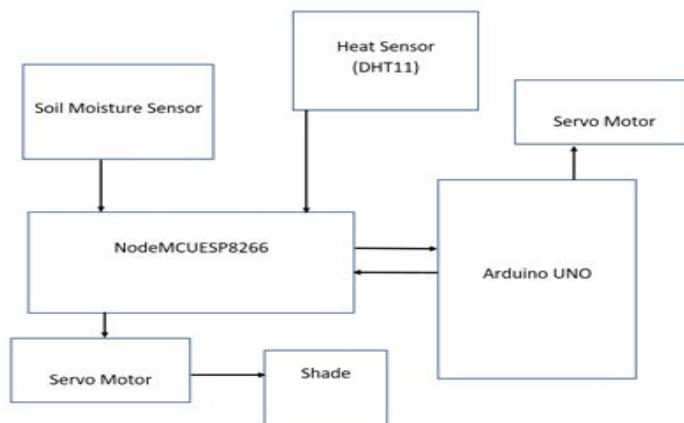 Heat Sensor
(DHT11)
Soil Moisture Sensor
Servo Motor
NodeMCUESP8266
Arduino UNO
Servo Motor
Shade